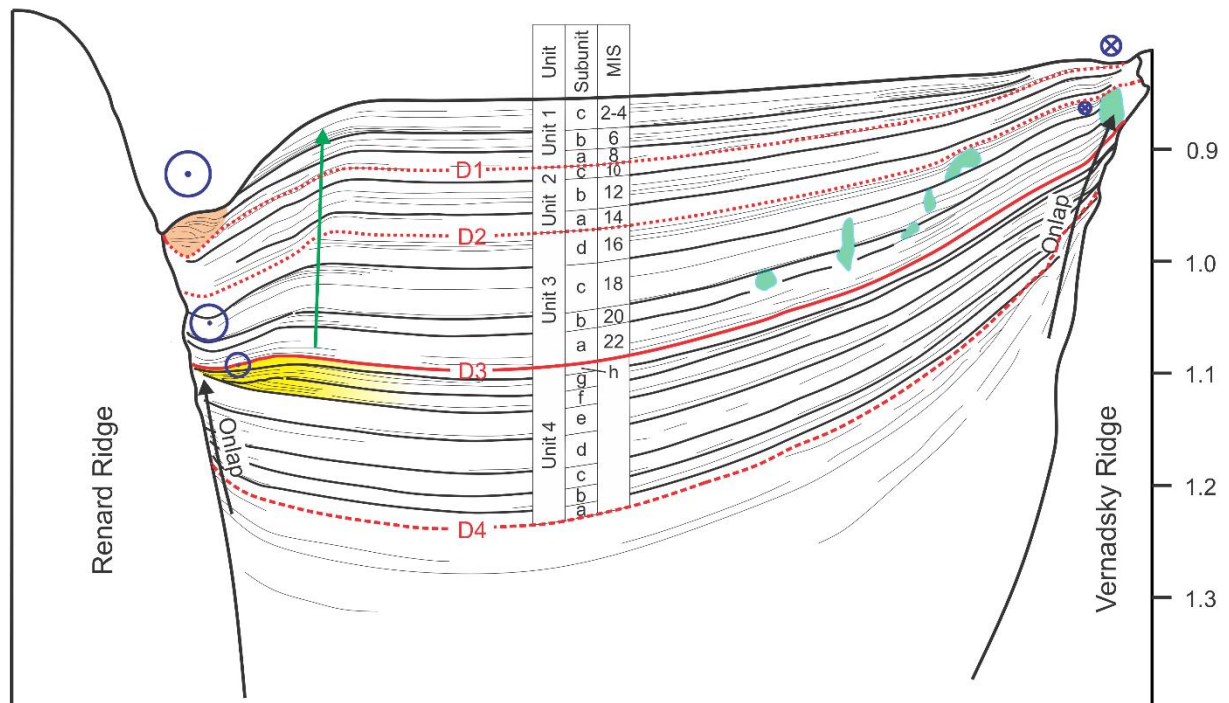 Unit Subunit MIS
Unit 1
c 2-4
b 6
a 8
D1
Unit 2
c 10
b 12
a 14
D2
Unit 3
d 16
c 18
b 20
a 22
D3
Unit 4
h
g
f
e
d
c
b
a
D4
Renard Ridge
Onlap
Onlap
Vernadsky Ridge
0.9
1.0
1.1
1.2
1.3